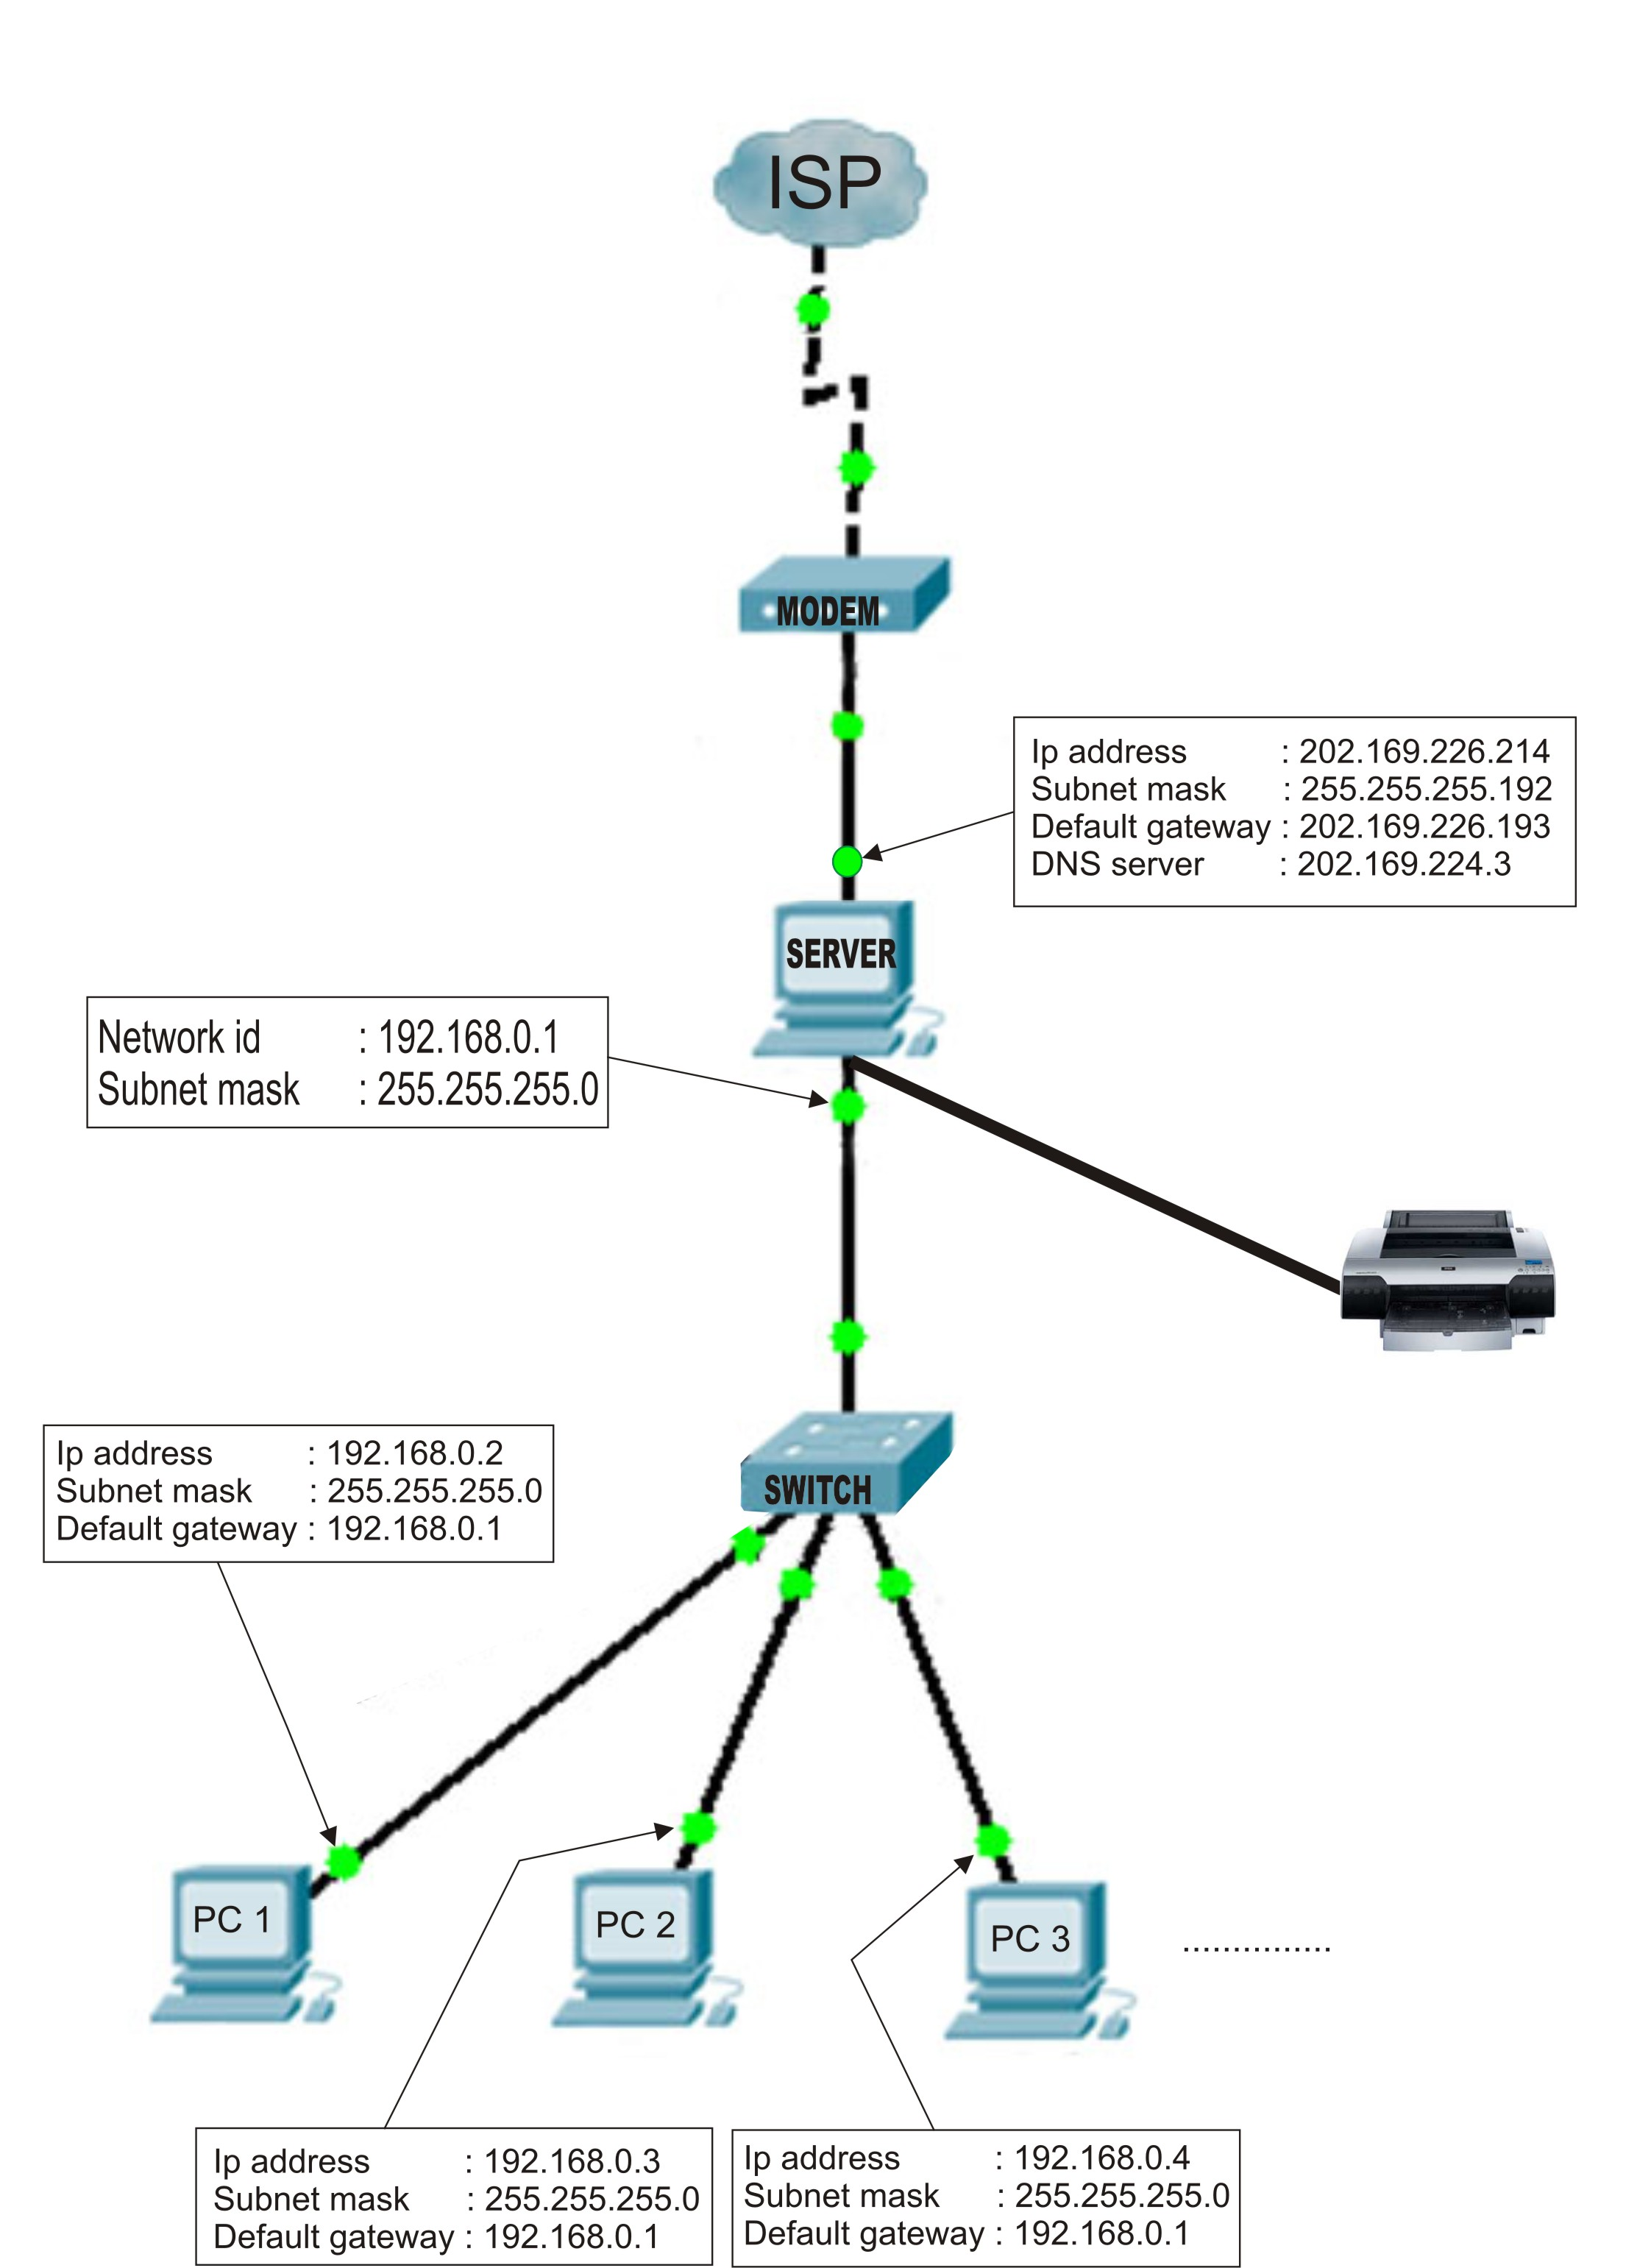 ISP
MODEM
Ip address : 202.169.226.214
Subnet mask : 255.255.255.192
Default gateway : 202.169.226.193
DNS server : 202.169.224.3
SERVER
Network id : 192.168.0.1
Subnet mask : 255.255.255.0
SWITCH
Ip address : 192.168.0.2
Subnet mask : 255.255.255.0
Default gateway : 192.168.0.1
PC 1
PC 2
PC 3 ...............
Ip address : 192.168.0.3
Subnet mask : 255.255.255.0
Default gateway : 192.168.0.1
Ip address : 192.168.0.4
Subnet mask : 255.255.255.0
Default gateway : 192.168.0.1